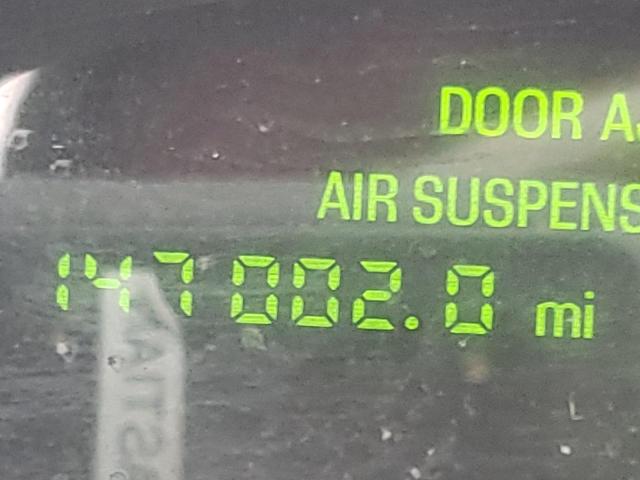 DOOR A
AIR SUSPENS
147002.0 mi